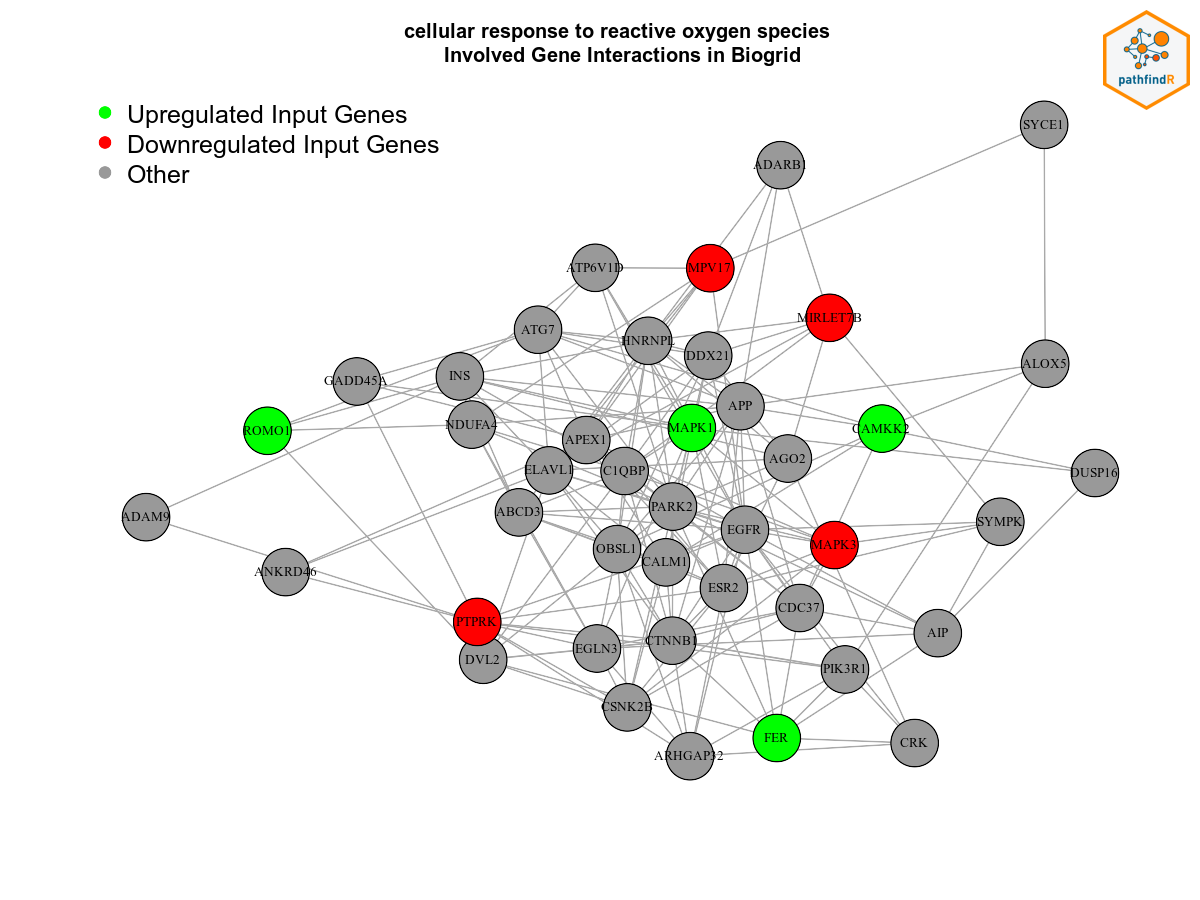 cellular response to reactive oxygen species
Involved Gene Interactions in Biogrid
pathfindR
Upregulated Input Genes
Downregulated Input Genes
Other
SYCE1
ADARB1
ATP6V1D
MPV17
MIRLET7B
ATG7
HNRNPL
DDX21
ALOX5
GADD45A
INS
APP
ROMO1
NDUFA4
APEX1
MAPK1
CAMKK2
ELAVL1
C1QBP
AGO2
DUSP16
ADAM9
ABCD3
PARK2
EGFR
SYMPK
MAPK3
ANKRD46
OBSL1
CALM1
ESR2
CDC37
PTPRK
DVL2
EGLN3
CTNNB1
AIP
PIK3R1
CSNK2B
FER
CRK
ARHGAP32